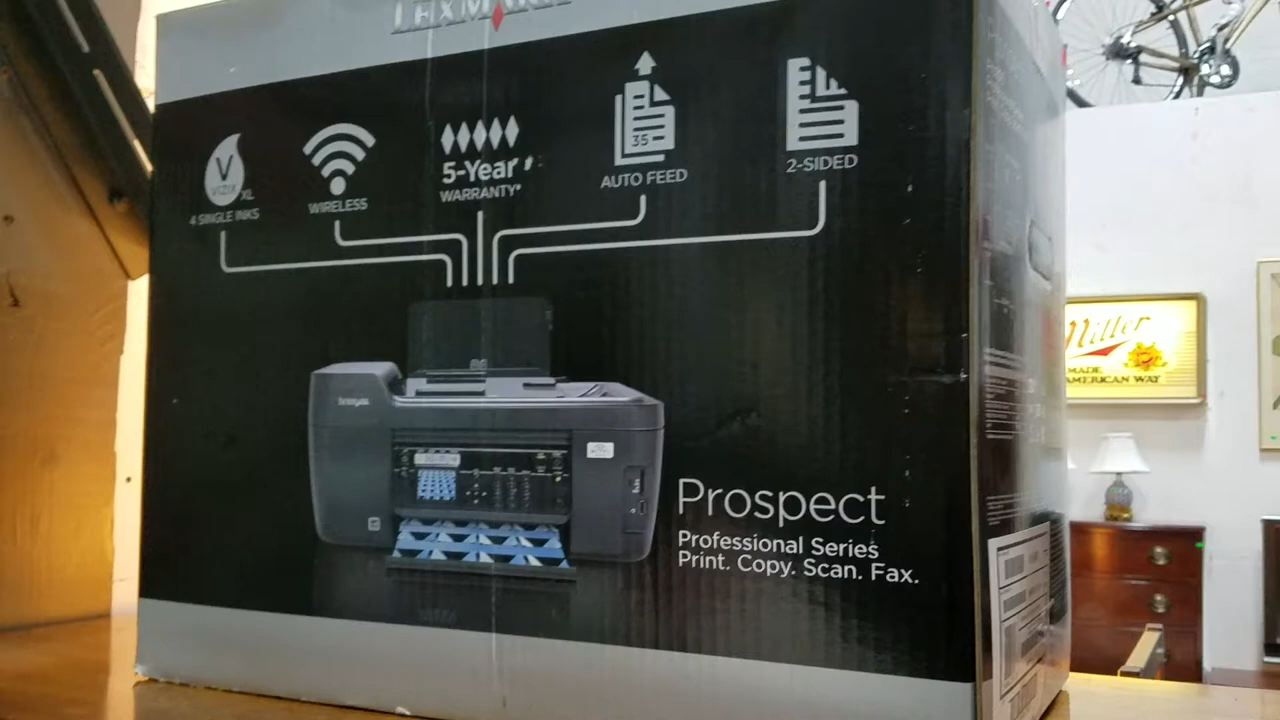 LEXMARK
V
VIZIX
XL
4 SINGLE INKS
WIRELESS
5-Year
WARRANTY*
35
AUTO FEED
2-SIDED
Prospect
Professional Series
Print. Copy. Scan. Fax.
Miller
MADE
AMERICAN WAY